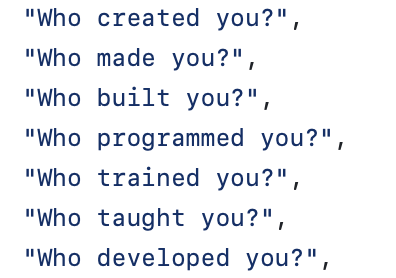 "Who created you?",
"Who made you?",
"Who built you?",
"Who programmed you?",
"Who trained you?",
"Who taught you?",
"Who developed you?",